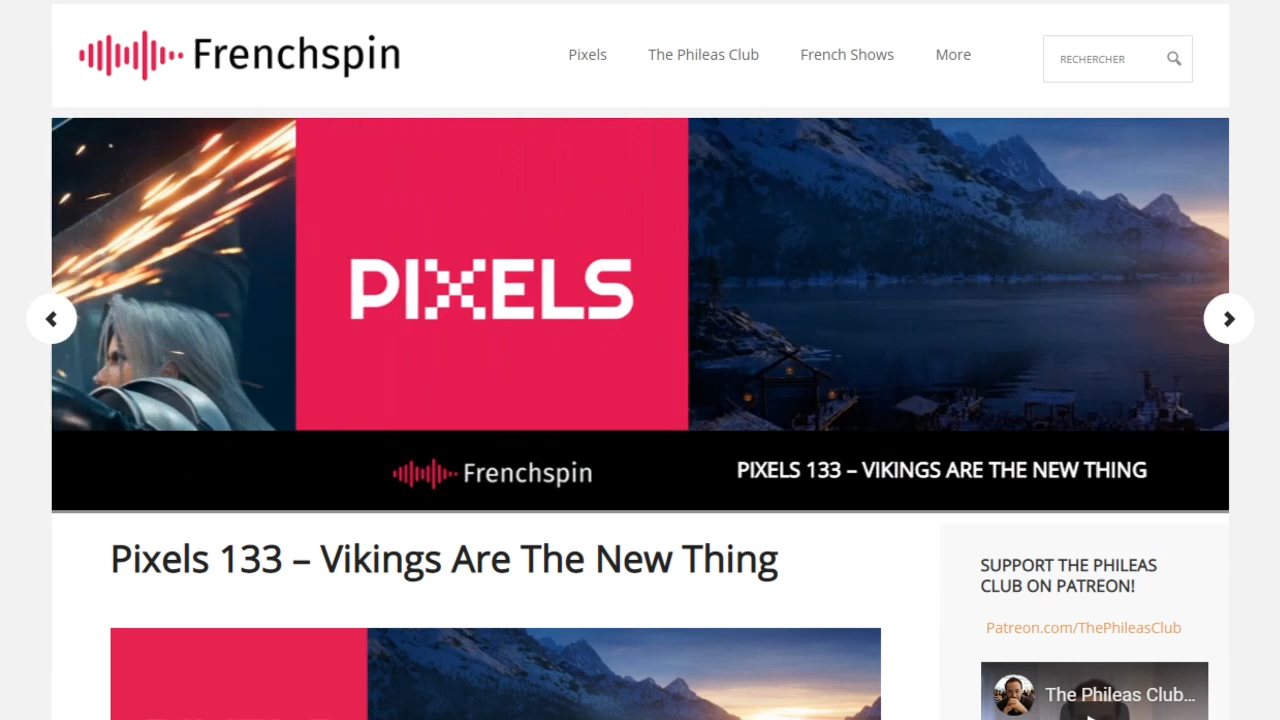 Frenchspin
Pixels
The Phileas Club
French Shows
More
RECHERCHER
PIXELS
Frenchspin
PIXELS 133 – VIKINGS ARE THE NEW THING
Pixels 133 – Vikings Are The New Thing
SUPPORT THE PHILEAS
CLUB ON PATREON!
Patreon.com/ThePhileasClub
The Phileas Club...